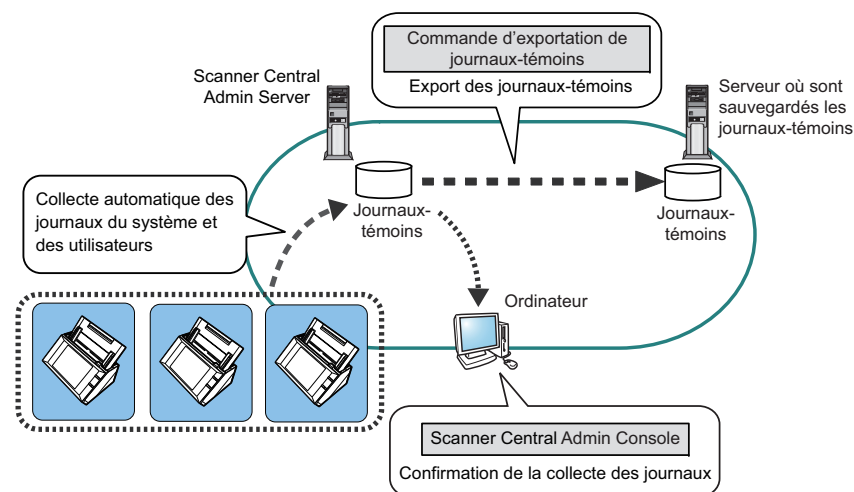 Commande d'exportation de
journaux-témoins
Export des journaux-témoins
Scanner Central
Admin Server
Serveur où sont
sauvegardés les
journaux-témoins
Collecte automatique des
journaux du système et
des utilisateurs
Journaux-
témoins
Journaux-
témoins
Ordinateur
Scanner Central Admin Console
Confirmation de la collecte des journaux